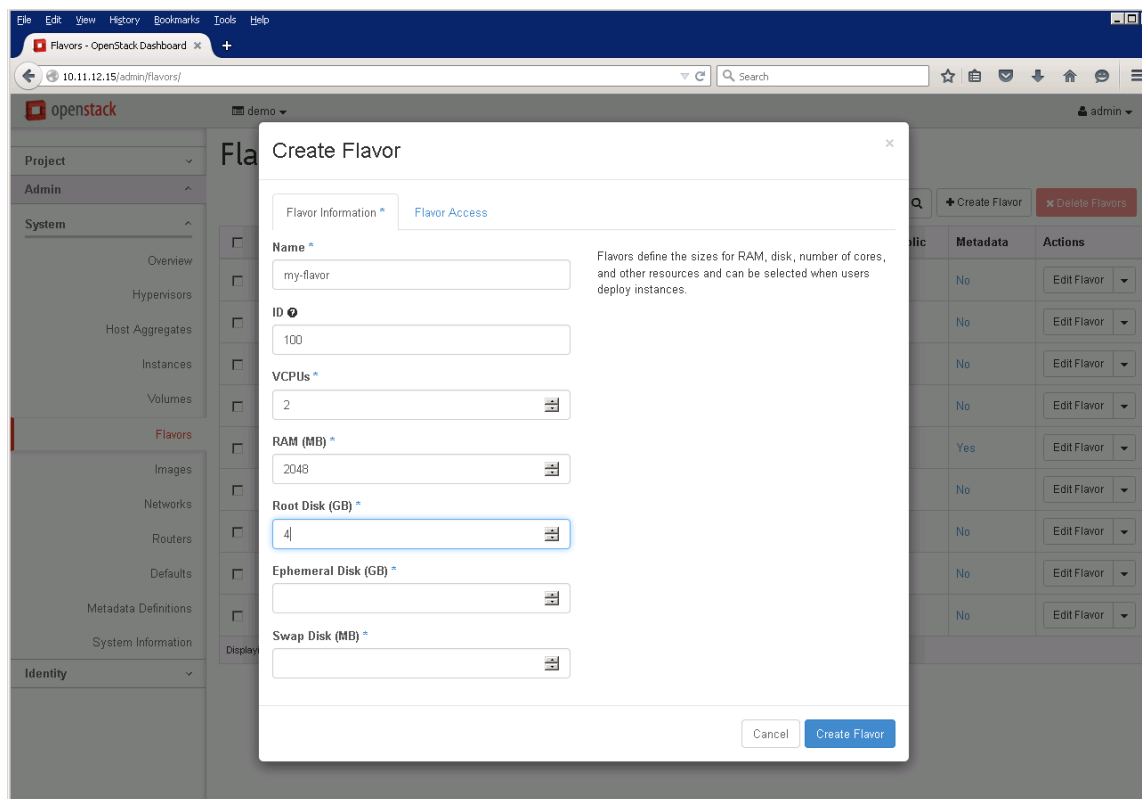 File Edit View History Bookmarks Tools Help
Flavors - OpenStack Dashboard × +
10.11.12.15/admin/flavors/ Search
openstack demo admin
Project
Admin
System
Overview
Hypervisors
Host Aggregates
Instances
Volumes
Flavors
Images
Networks
Routers
Defaults
Metadata Definitions
System Information
Identity
Fla
Create Flavor Delete Flavors
blic Metadata Actions
No Edit Flavor
No Edit Flavor
No Edit Flavor
No Edit Flavor
Yes Edit Flavor
No Edit Flavor
No Edit Flavor
No Edit Flavor
No Edit Flavor
Display
Create Flavor ×
Flavor Information * Flavor Access
Name *
my-flavor
ID
100
VCPUs *
2
RAM (MB) *
2048
Root Disk (GB) *
4
Ephemeral Disk (GB) *
Swap Disk (MB) *
Flavors define the sizes for RAM, disk, number of cores,
and other resources and can be selected when users
deploy instances.
Cancel Create Flavor